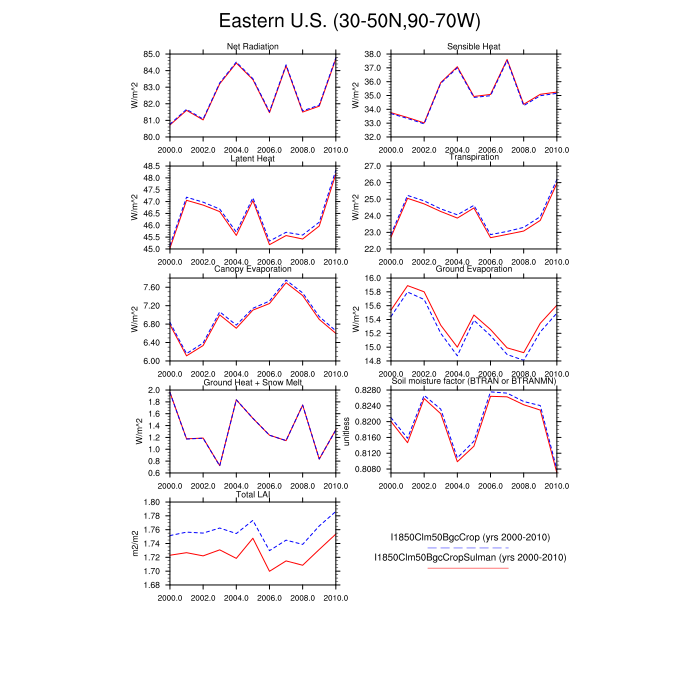 Eastern U.S. (30-50N,90-70W)
Net Radiation
85.0
84.0
83.0
82.0
81.0
80.0
W/m^2
2000.0 2002.0 2004.0 2006.0 2008.0 2010.0
Sensible Heat
38.0
37.0
36.0
35.0
34.0
33.0
32.0
W/m^2
2000.0 2002.0 2004.0 2006.0 2008.0 2010.0
Latent Heat
48.5
48.0
47.5
47.0
46.5
46.0
45.5
45.0
W/m^2
2000.0 2002.0 2004.0 2006.0 2008.0 2010.0
Transpiration
27.0
26.0
25.0
24.0
23.0
22.0
W/m^2
2000.0 2002.0 2004.0 2006.0 2008.0 2010.0
Canopy Evaporation
7.60
7.20
6.80
6.40
6.00
W/m^2
2000.0 2002.0 2004.0 2006.0 2008.0 2010.0
Ground Evaporation
16.0
15.8
15.6
15.4
15.2
15.0
14.8
W/m^2
2000.0 2002.0 2004.0 2006.0 2008.0 2010.0
Ground Heat + Snow Melt
2.0
1.8
1.6
1.4
1.2
1.0
0.8
0.6
W/m^2
2000.0 2002.0 2004.0 2006.0 2008.0 2010.0
Soil moisture factor (BTRAN or BTRANMN)
0.8280
0.8240
0.8200
0.8160
0.8120
0.8080
unitless
2000.0 2002.0 2004.0 2006.0 2008.0 2010.0
Total LAI
1.80
1.78
1.76
1.74
1.72
1.70
1.68
m2/m2
2000.0 2002.0 2004.0 2006.0 2008.0 2010.0
I1850Clm50BgcCrop (yrs 2000-2010)
I1850Clm50BgcCropSulman (yrs 2000-2010)